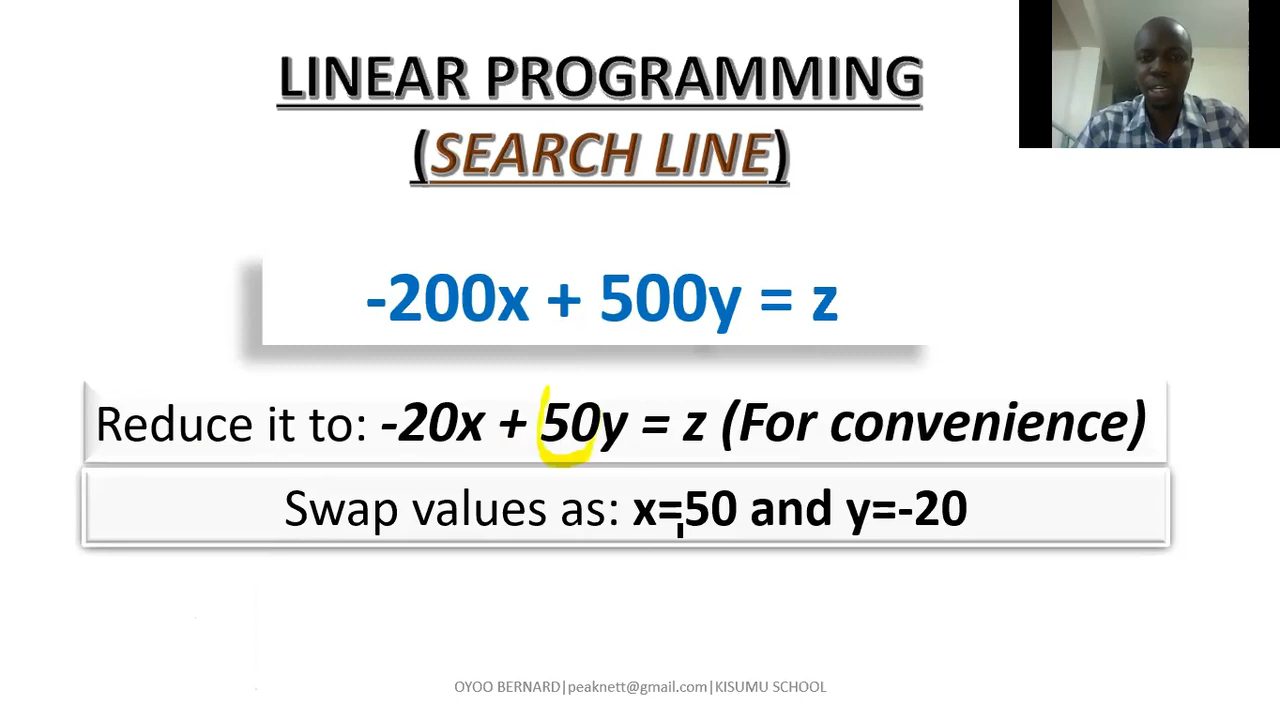 LINEAR PROGRAMMING
(SEARCH LINE)
-200x + 500y = z
Reduce it to: -20x + 50y = z (For convenience)
Swap values as: x=50 and y=-20
OYOO BERNARD|peaknett@gmail.com|KISUMU SCHOOL